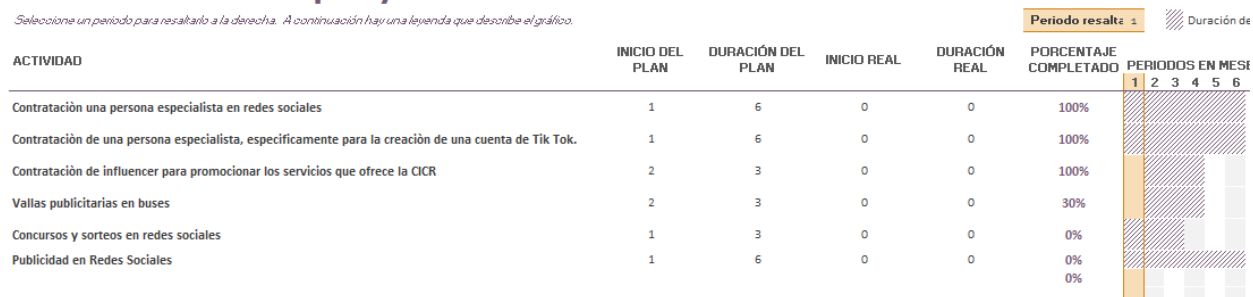 Seleccione un periodo para resaltarlo a la derecha. A continuación hay una leyenda que describe el gráfico.
Periodo resalta 1 Duración de
ACTIVIDAD INICIO DEL PLAN DURACIÓN DEL PLAN INICIO REAL DURACIÓN REAL PORCENTAJE COMPLETADO PERIODOS EN MESE
1 2 3 4 5 6
Contrataciòn una persona especialista en redes sociales 1 6 0 0 100%
Contrataciòn de una persona especialista, especificamente para la creaciòn de una cuenta de Tik Tok. 1 6 0 0 100%
Contrataciòn de influencer para promocionar los servicios que ofrece la CICR 2 3 0 0 100%
Vallas publicitarias en buses 2 3 0 0 30%
Concursos y sorteos en redes sociales 1 3 0 0 0%
Publicidad en Redes Sociales 1 6 0 0 0%
0%